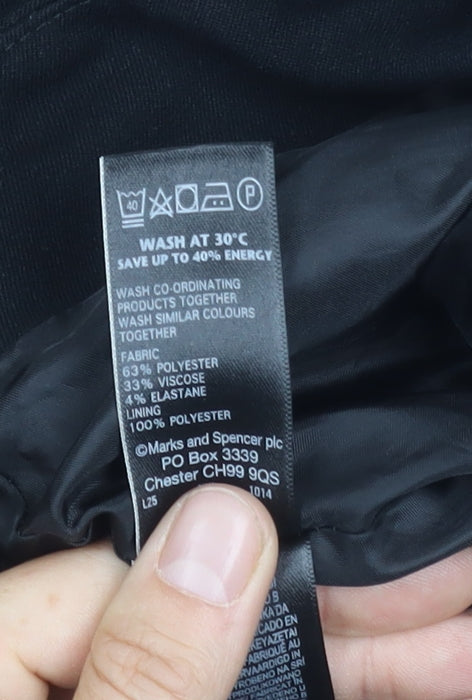 40 P
WASH AT 30°C
SAVE UP TO 40% ENERGY
WASH CO-ORDINATING
PRODUCTS TOGETHER
WASH SIMILAR COLOURS
TOGETHER
FABRIC
63% POLYESTER
33% VISCOSE
4% ELASTANE
LINING
100% POLYESTER
©Marks and Spencer plc
PO Box 3339
Chester CH99 9QS
L25 1014